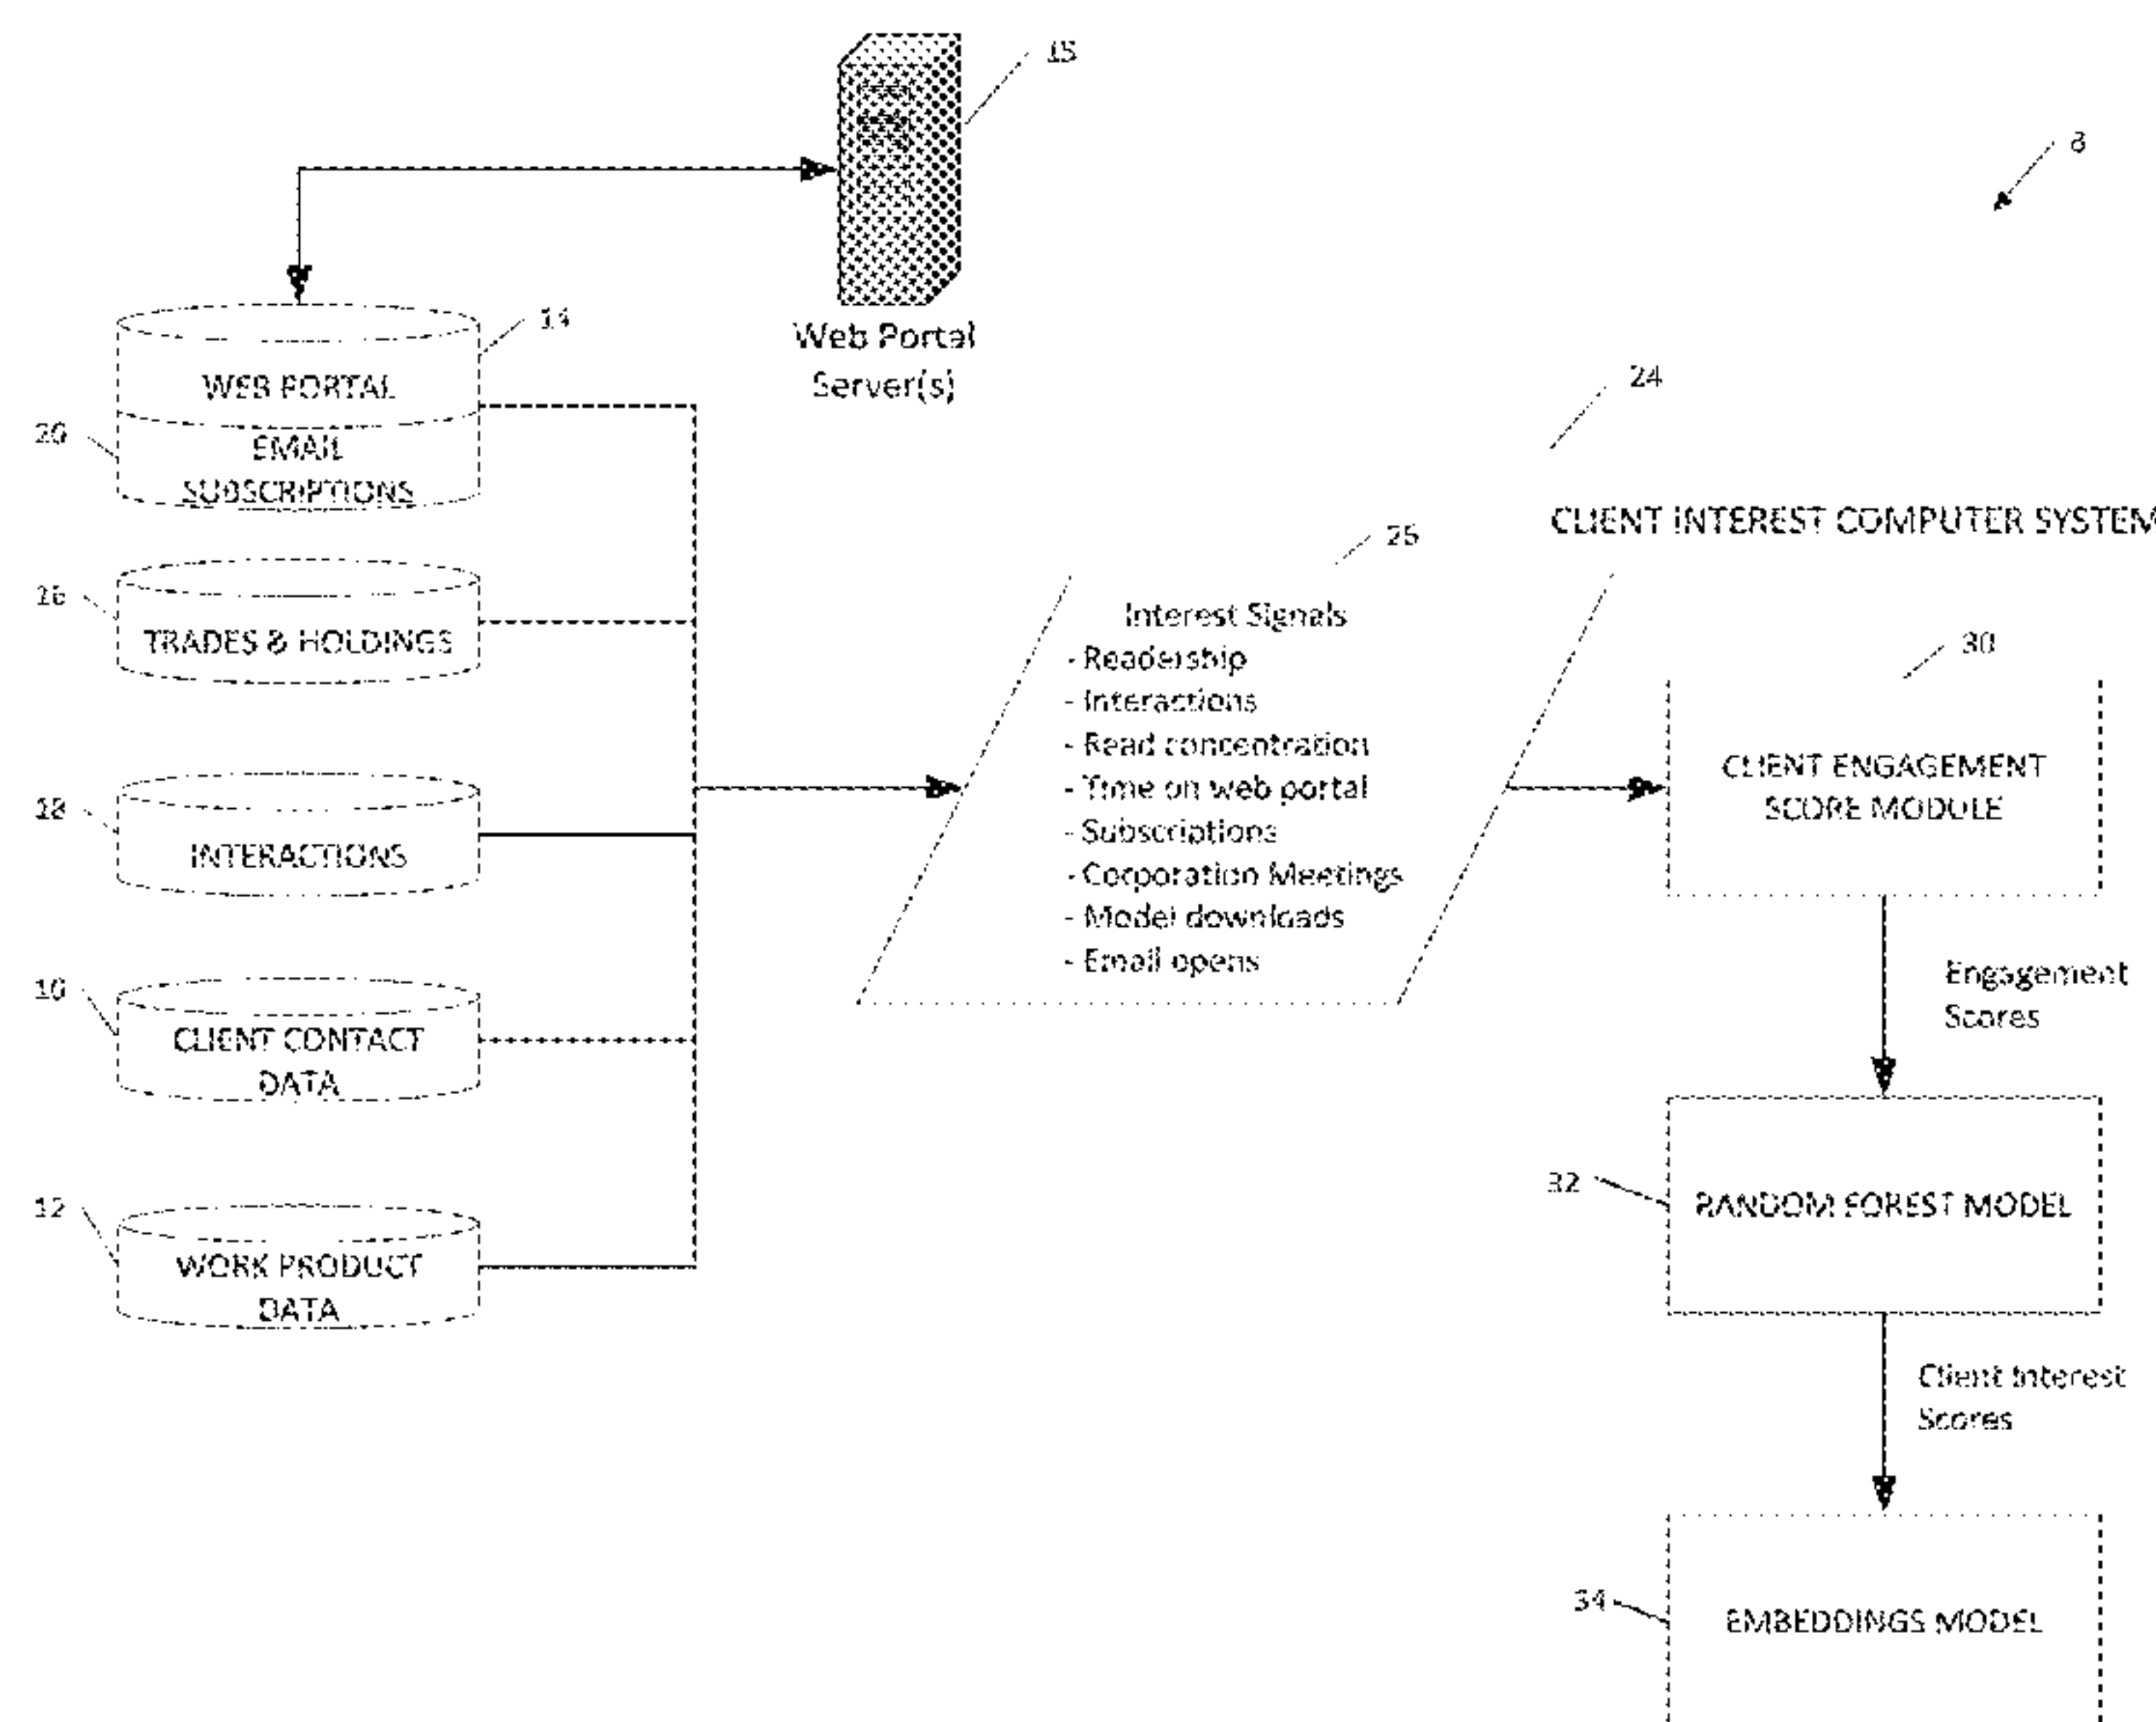 15
8
Web Portal
Server(s)
14
WEB PORTAL
20
EMAIL
SUBSCRIPTIONS
24
CLIENT INTEREST COMPUTER SYSTEM
16
TRADES & HOLDINGS
26
Interest Signals
- Readership
- Interactions
- Read concentration
- Time on web portal
- Subscriptions
- Corporation Meetings
- Model downloads
- Email opens
30
CLIENT ENGAGEMENT
SCORE MODULE
18
INTERACTIONS
Engagement
Scores
10
CLIENT CONTACT
DATA
32
RANDOM FOREST MODEL
12
WORK PRODUCT
DATA
Client Interest
Scores
34
EMBEDDINGS MODEL